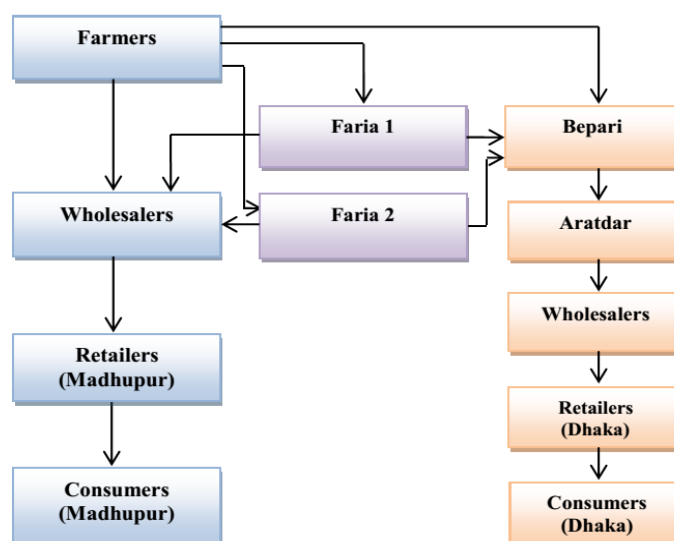 Farmers
Faria 1
Bepari
Wholesalers
Faria 2
Aratdar
Wholesalers
Retailers
(Madhupur)
Retailers
(Dhaka)
Consumers
(Madhupur)
Consumers
(Dhaka)